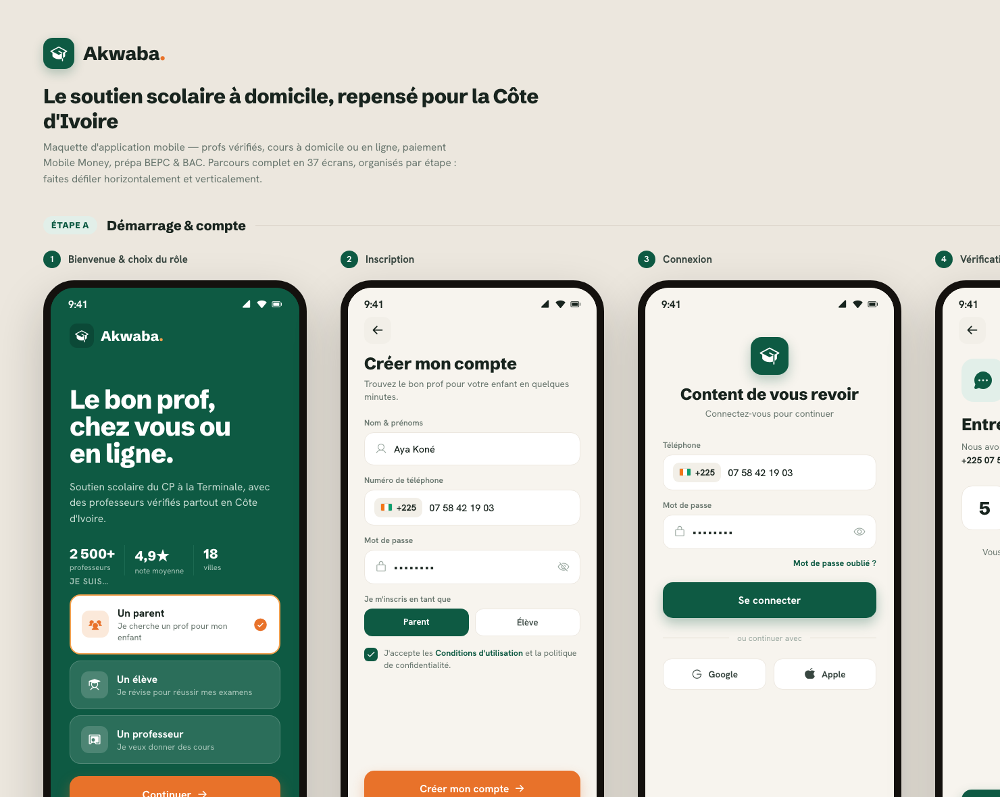 Akwaba.
Le soutien scolaire à domicile, repensé pour la Côte
d'Ivoire
Maquette d'application mobile — profs vérifiés, cours à domicile ou en ligne, paiement
Mobile Money, prépa BEPC & BAC. Parcours complet en 37 écrans, organisés par étape :
faites défiler horizontalement et verticalement.
ÉTAPE A
Démarrage & compte
1 Bienvenue & choix du rôle
9:41
Akwaba.
Le bon prof,
chez vous ou
en ligne.
Soutien scolaire du CP à la Terminale, avec
des professeurs vérifiés partout en Côte
d'Ivoire.
2 500+
professeurs
4,9★
note moyenne
18
villes
JE SUIS...
Un parent
Je cherche un prof pour mon
enfant
Un élève
Je révise pour réussir mes examens
Un professeur
Je veux donner des cours
Continuer →
2 Inscription
9:41
Créer mon compte
Trouvez le bon prof pour votre enfant en quelques
minutes.
Nom & prénoms
Aya Koné
Numéro de téléphone
+225 07 58 42 19 03
Mot de passe
••••••••
Je m'inscris en tant que
Parent
Élève
J'accepte les Conditions d'utilisation et la politique
de confidentialité.
Créer mon compte →
3 Connexion
9:41
Content de vous revoir
Connectez-vous pour continuer
Téléphone
+225 07 58 42 19 03
Mot de passe
••••••••
Mot de passe oublié ?
Se connecter
ou continuer avec
Google
Apple
4
9:41
Nous
+225 07
5
Vous